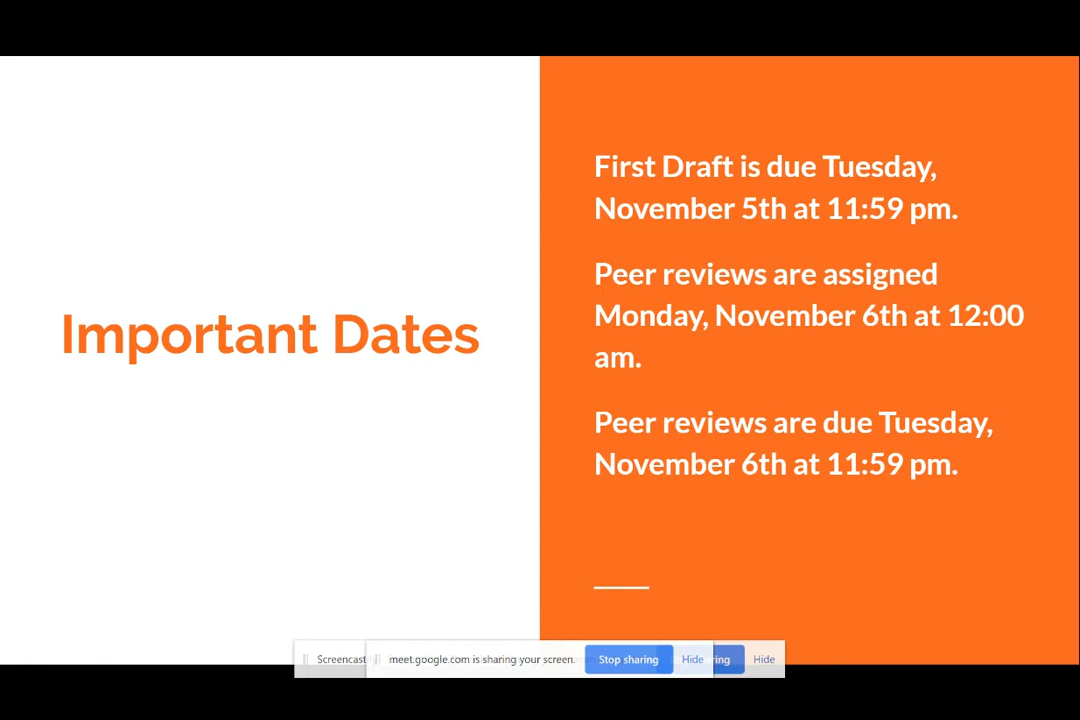 First Draft is due Tuesday,
November 5th at 11:59 pm.
Peer reviews are assigned
Monday, November 6th at 12:00
am.
Important Dates
Peer reviews are due Tuesday,
November 6th at 11:59 pm.
Screencast
meet.google.com is sharing your screen.
Stop sharing
Hide
ring
Hide